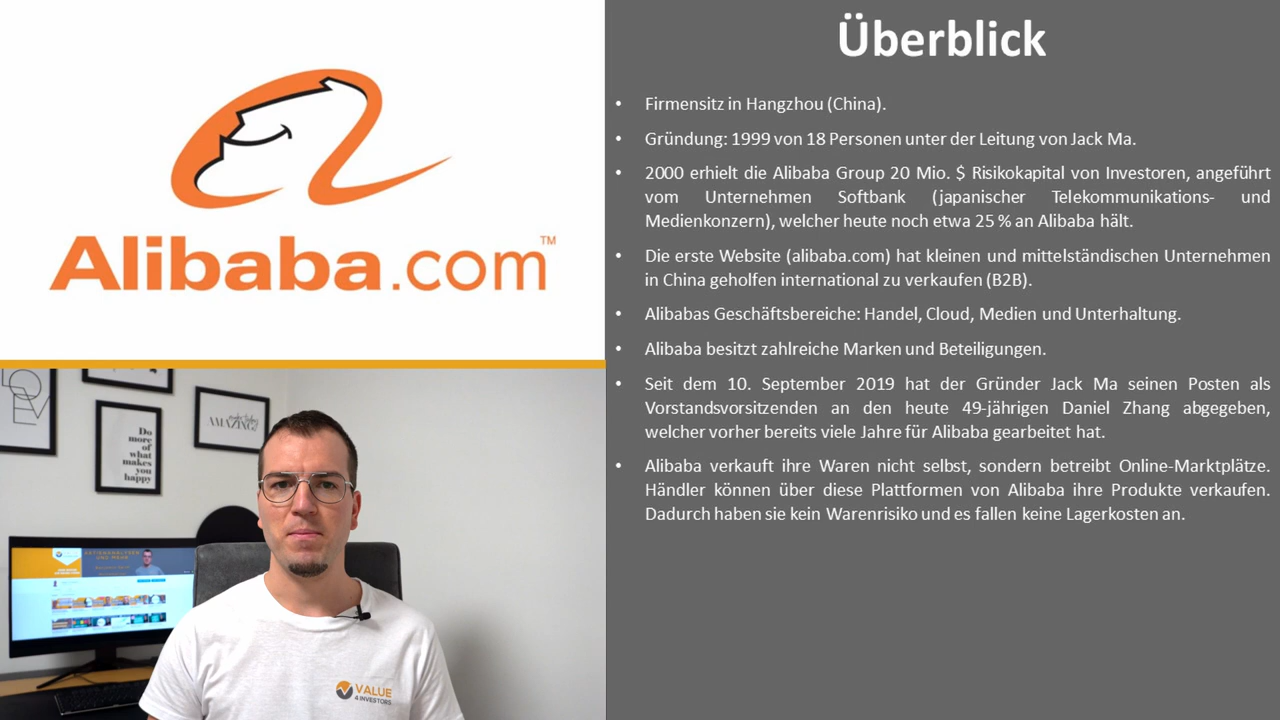 Alibaba.com™
Überblick
• Firmensitz in Hangzhou (China).
• Gründung: 1999 von 18 Personen unter der Leitung von Jack Ma.
• 2000 erhielt die Alibaba Group 20 Mio. $ Risikokapital von Investoren, angeführt
vom Unternehmen Softbank (japanischer Telekommunikations- und
Medienkonzern), welcher heute noch etwa 25 % an Alibaba hält.
• Die erste Website (alibaba.com) hat kleinen und mittelständischen Unternehmen
in China geholfen international zu verkaufen (B2B).
• Alibabas Geschäftsbereiche: Handel, Cloud, Medien und Unterhaltung.
• Alibaba besitzt zahlreiche Marken und Beteiligungen.
• Seit dem 10. September 2019 hat der Gründer Jack Ma seinen Posten als
Vorstandsvorsitzenden an den heute 49-jährigen Daniel Zhang abgegeben,
welcher vorher bereits viele Jahre für Alibaba gearbeitet hat.
• Alibaba verkauft ihre Waren nicht selbst, sondern betreibt Online-Marktplätze.
Händler können über diese Plattformen von Alibaba ihre Produkte verkaufen.
Dadurch haben sie kein Warenrisiko und es fallen keine Lagerkosten an.
LOVE
Do
more
of
what
makes
you
happy
make today
AMAZING!
AKTIENANALYSEN
UND MEHR
VALUE
4 INVESTORS